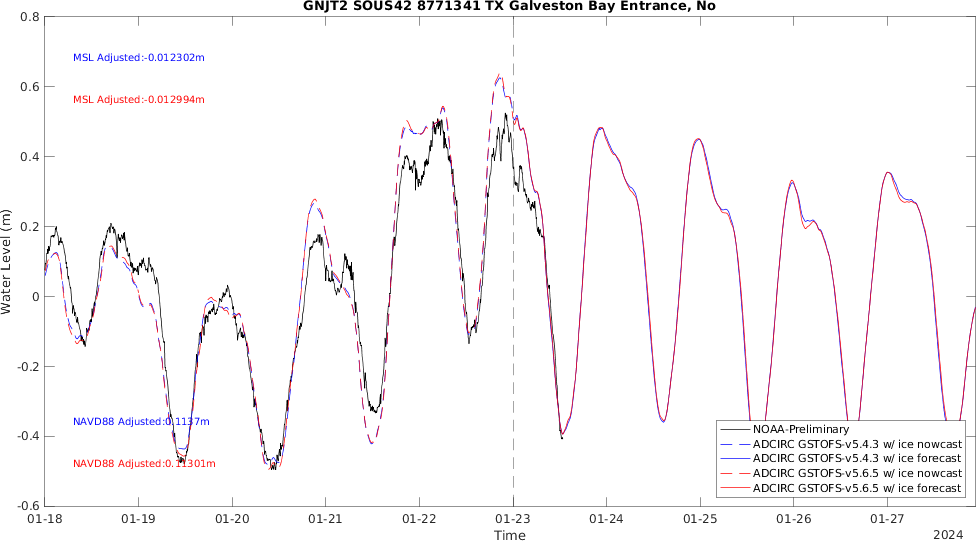 GNJT2 SOUS42 8771341 TX Galveston Bay Entrance, No
0.8
0.6
0.4
0.2
0
-0.2
-0.4
-0.6
Water Level (m)
MSL Adjusted:-0.012302m
MSL Adjusted:-0.012994m
NAVD88 Adjusted:0.1137m
NAVD88 Adjusted:0.11301m
NOAA-Preliminary
ADCIRC GSTOFS-v5.4.3 w/ ice nowcast
ADCIRC GSTOFS-v5.4.3 w/ ice forecast
ADCIRC GSTOFS-v5.6.5 w/ ice nowcast
ADCIRC GSTOFS-v5.6.5 w/ ice forecast
01-18 01-19 01-20 01-21 01-22 01-23 01-24 01-25 01-26 01-27
Time
2024